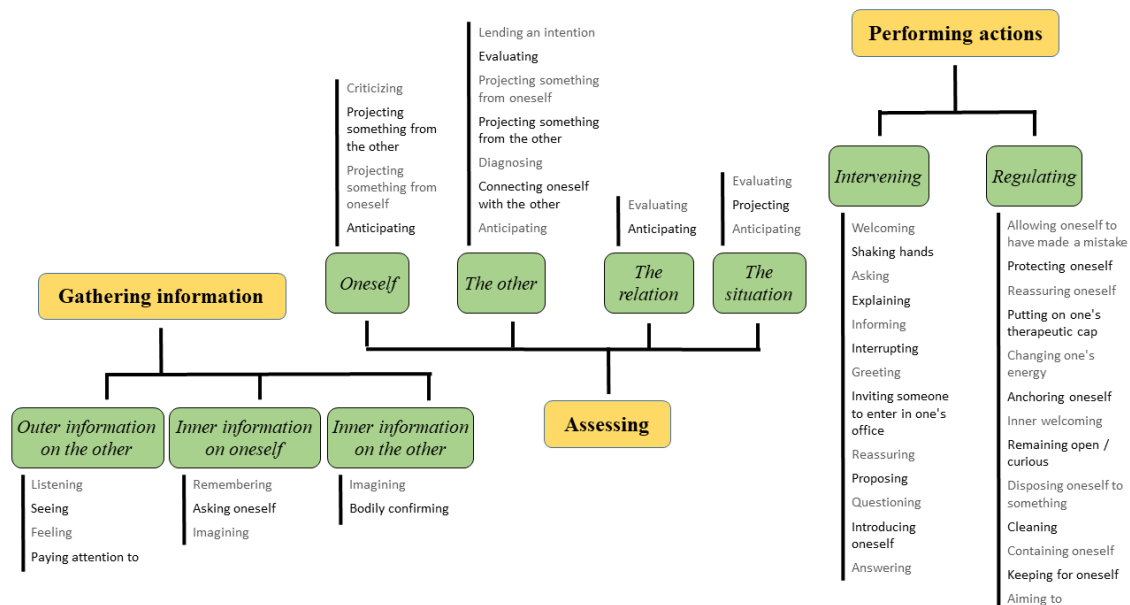 Gathering information
Outer information
on the other
Listening
Seeing
Feeling
Paying attention to
Inner information
on oneself
Remembering
Asking oneself
Imagining
Inner information
on the other
Imagining
Bodily confirming
Criticizing
Projecting
something from
the other
Projecting
something from
oneself
Anticipating
Oneself
Lending an intention
Evaluating
Projecting something
from oneself
Projecting something
from the other
Diagnosing
Connecting oneself
with the other
Anticipating
The other
Evaluating
Anticipating
The
relation
Evaluating
Projecting
Anticipating
The
situation
Assessing
Performing actions
Intervening
Welcoming
Shaking hands
Asking
Explaining
Informing
Interrupting
Greeting
Inviting someone
to enter in one's
office
Reassuring
Proposing
Questioning
Introducing
oneself
Answering
Regulating
Allowing oneself to
have made a mistake
Protecting oneself
Reassuring oneself
Putting on one's
therapeutic cap
Changing one's
energy
Anchoring oneself
Inner welcoming
Remaining open /
curious
Disposing oneself to
something
Cleaning
Containing oneself
Keeping for oneself
Aiming to